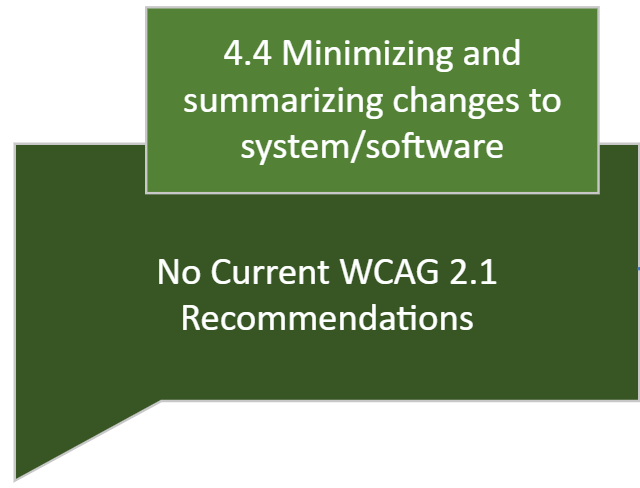 4.4 Minimizing and
summarizing changes to
system/software
No Current WCAG 2.1
Recommendations